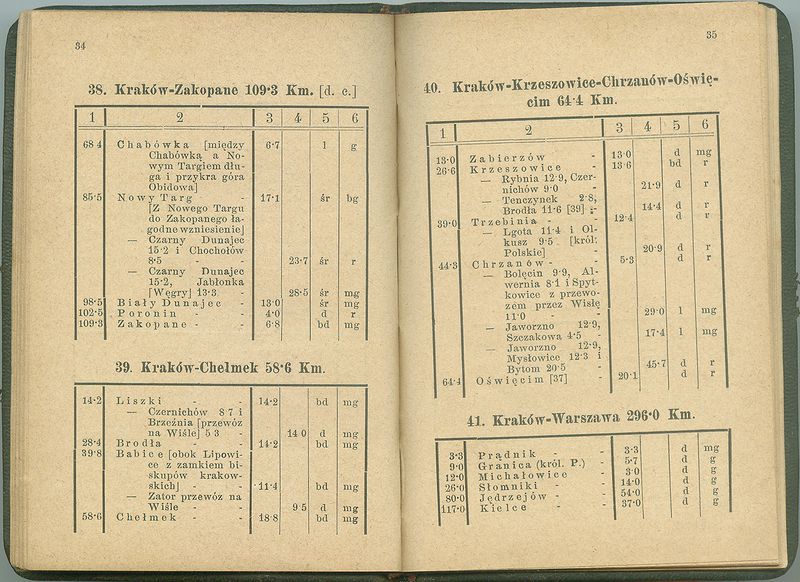 34
38. Kraków-Zakopane 109·3 Km. [d. c.]
1 2 3 4 5 6
68·4 Chabówka [między 6·7 l g
Chabówką a No-
wym Targiem dłu-
ga i przykra góra
Obidowa]
85·5 Nowy Targ - 17·1 śr bg
[Z Nowego Targu
do Zakopanego ła-
godne wzniesienie]
— Czarny Dunajec
15·2 i Chochołów
8·5 - - 23·7 śr r
— Czarny Dunajec
15·2, Jabłonka
[Węgry] 13·3. - 28·5 śr mg
98·5 Biały Dunajec - 13·0 śr mg
102·5 Poronin - - 4·0 d r
109·3 Zakopane - - 6·8 bd mg
39. Kraków-Chełmek 58·6 Km.
14·2 Liszki - - 14·2 bd mg
— Czernichów 8·7 i
Brzeźnia [przewóz
na Wiśle] 5·3 - 14·0 d mg
28·4 Brodła - - 14·2 bd mg
39·8 Babice [obok Lipowi-
ce z zamkiem bi-
skupów krakow-
skich] - - 11·4 bd mg
— Zator przewóz na
Wiśle - - 9·5 d mg
58·6 Chełmek - - 18·8 bd mg
35
40. Kraków-Krzeszowice-Chrzanów-Oświę-
cim 64·4 Km.
1 2 3 4 5 6
13·0 Zabierzów - 13·0 d mg
26·6 Krzeszowice - 13·6 bd r
— Rybnia 12·9, Czer-
nichów 9·0 - 21·9 d r
— Tenczynek 2·8,
Brodła 11·6 [39] - 14·4 d r
39·0 Trzebinia - - 12·4 d r
— Lgota 11·4 i Ol-
kusz 9·5 [król.
Polskie] - 20·9 d r
44·3 Chrzanów - - 5·3 d r
— Bolęcin 9·9, Al-
wernia 8·1 i Spyt-
kowice z przewo-
zem przez Wisłę
11·0 - - 29·0 l mg
— Jaworzno 12·9,
Szczakowa 4·5 - 17·4 l mg
— Jaworzno 12·9,
Mysłowice 12·3 i
Bytom 20·5 - 45·7 d r
64·4 Oświęcim [37] - 20·1 d r
41. Kraków-Warszawa 296·0 Km.
3·3 Prądnik - - 3·3 d mg
9·0 Granica (król. P.) - 5·7 d g
12·0 Michałowice - 3·0 d g
26·0 Słomniki - - 14·0 d g
80·0 Jędrzejów - - 54·0 d g
117·0 Kielce - - 37·0 d g